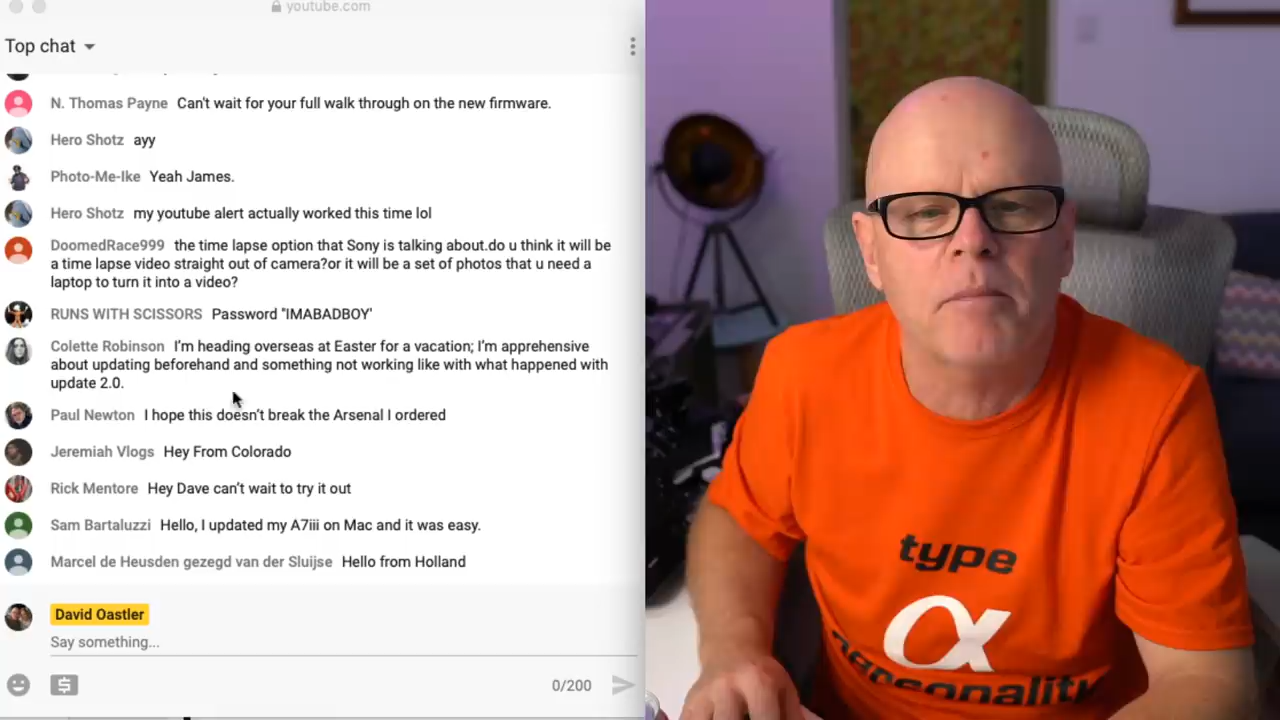 youtube.com
Top chat
N. Thomas Payne Can't wait for your full walk through on the new firmware.
Hero Shotz ayy
Photo-Me-Ike Yeah James.
Hero Shotz my youtube alert actually worked this time lol
DoomedRace999 the time lapse option that Sony is talking about.do u think it will be
a time lapse video straight out of camera?or it will be a set of photos that u need a
laptop to turn it into a video?
RUNS WITH SCISSORS Password "IMABADBOY'
Colette Robinson I'm heading overseas at Easter for a vacation; I'm apprehensive
about updating beforehand and something not working like with what happened with
update 2.0.
Paul Newton I hope this doesn't break the Arsenal I ordered
Jeremiah Vlogs Hey From Colorado
Rick Mentore Hey Dave can't wait to try it out
Sam Bartaluzzi Hello, I updated my A7iii on Mac and it was easy.
Marcel de Heusden gezegd van der Sluijse Hello from Holland
David Oastler
Say something...
0/200
type
α
personality